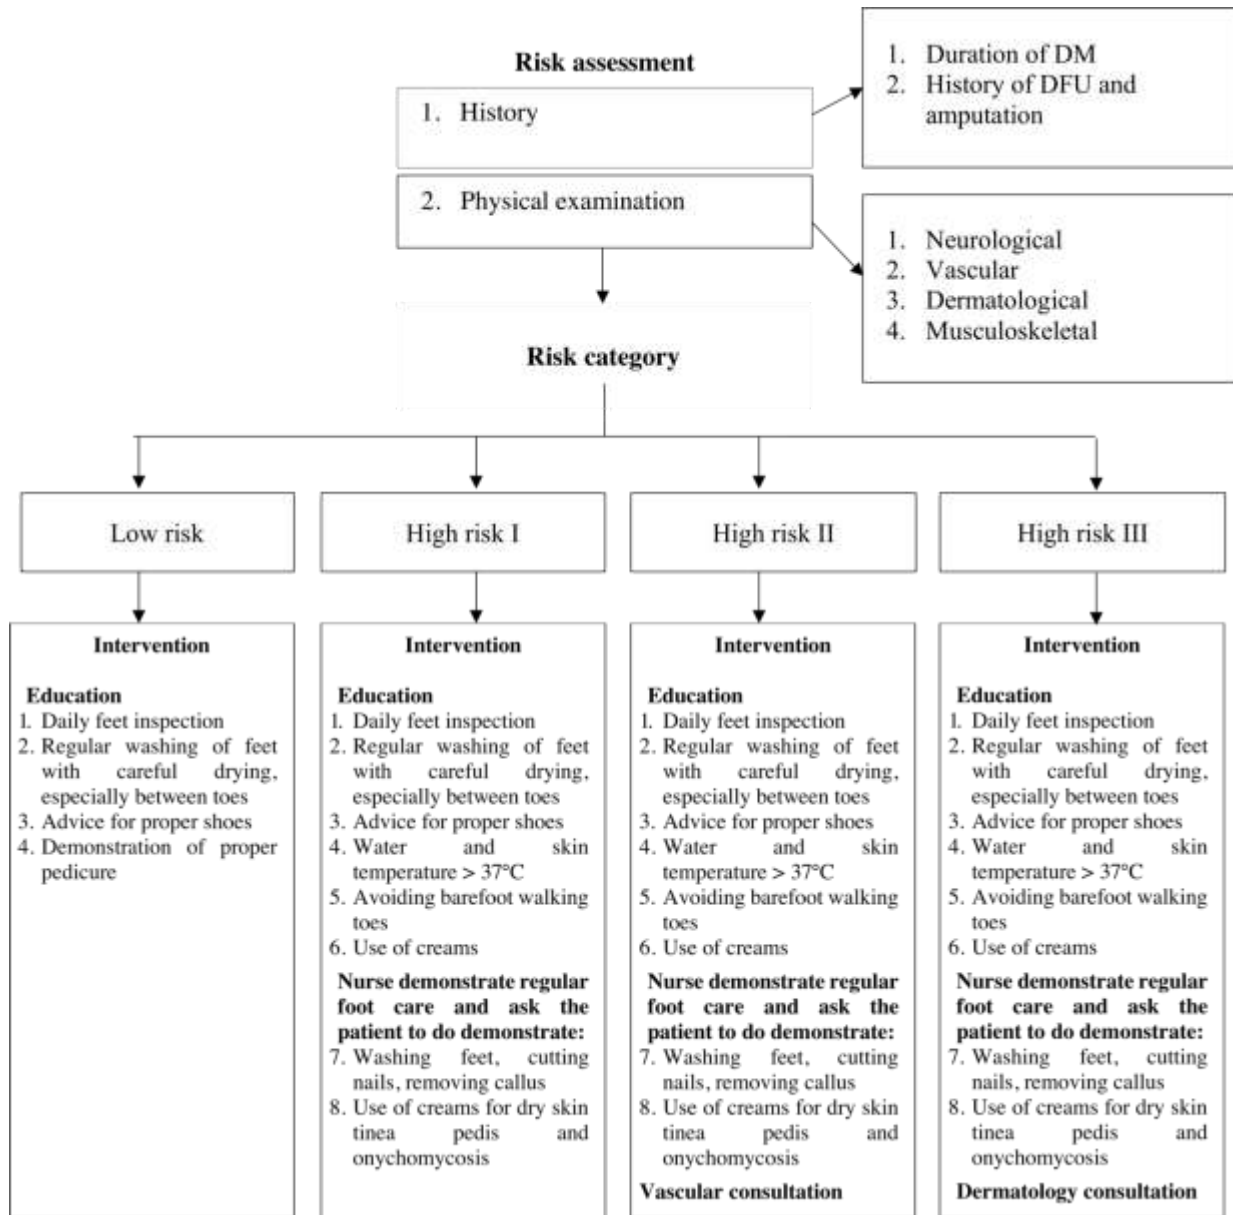 Risk assessment
1. History
2. Physical examination
1. Duration of DM
2. History of DFU and
amputation
1. Neurological
2. Vascular
3. Dermatological
4. Musculoskeletal
Risk category
Low risk
High risk I
High risk II
High risk III
Intervention
Education
1. Daily feet inspection
2. Regular washing of feet
with careful drying,
especially between toes
3. Advice for proper shoes
4. Demonstration of proper
pedicure
Intervention
Education
1. Daily feet inspection
2. Regular washing of feet
with careful drying,
especially between toes
3. Advice for proper shoes
4. Water and skin
temperature > 37°C
5. Avoiding barefoot walking
toes
6. Use of creams
Nurse demonstrate regular
foot care and ask the
patient to do demonstrate:
7. Washing feet, cutting
nails, removing callus
8. Use of creams for dry skin
tinea pedis and
onychomycosis
Intervention
Education
1. Daily feet inspection
2. Regular washing of feet
with careful drying,
especially between toes
3. Advice for proper shoes
4. Water and skin
temperature > 37°C
5. Avoiding barefoot walking
toes
6. Use of creams
Nurse demonstrate regular
foot care and ask the
patient to do demonstrate:
7. Washing feet, cutting
nails, removing callus
8. Use of creams for dry skin
tinea pedis and
onychomycosis
Vascular consultation
Intervention
Education
1. Daily feet inspection
2. Regular washing of feet
with careful drying,
especially between toes
3. Advice for proper shoes
4. Water and skin
temperature > 37°C
5. Avoiding barefoot walking
toes
6. Use of creams
Nurse demonstrate regular
foot care and ask the
patient to do demonstrate:
7. Washing feet, cutting
nails, removing callus
8. Use of creams for dry skin
tinea pedis and
onychomycosis
Dermatology consultation